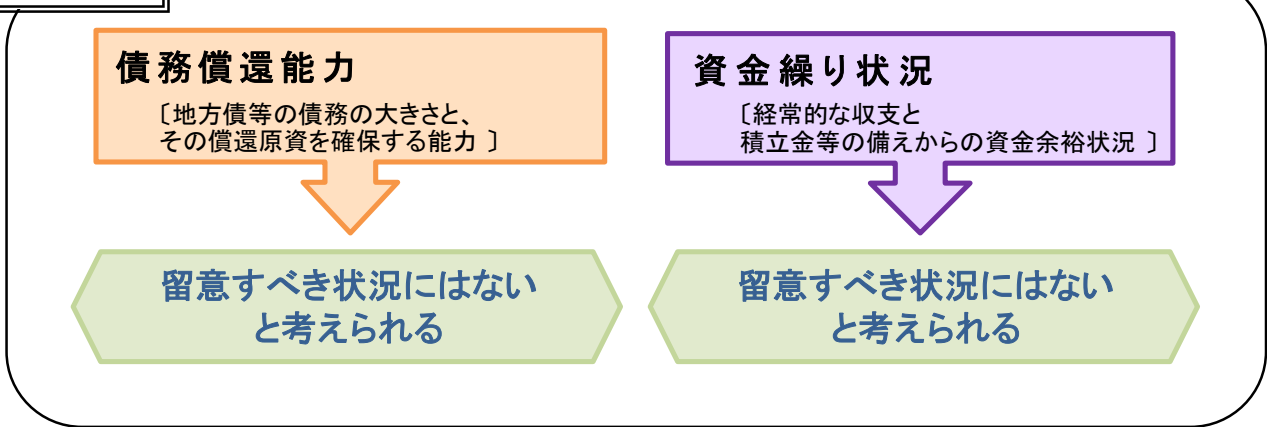 債務償還能力
〔地方債等の債務の大きさと、
その償還原資を確保する能力 〕
留意すべき状況にはない
と考えられる
資金繰り状況
〔経常的な収支と
積立金等の備えからの資金余裕状況 〕
留意すべき状況にはない
と考えられる